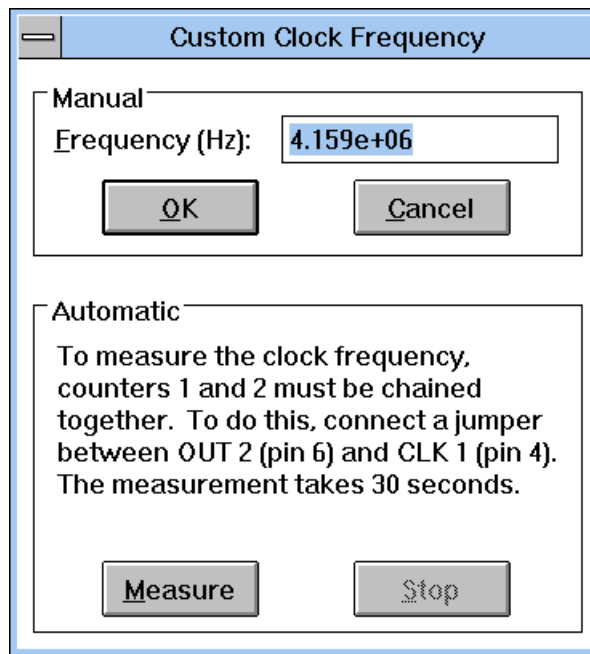 Custom Clock Frequency
Manual
Frequency (Hz): 4.159e+06
OK Cancel
Automatic
To measure the clock frequency,
counters 1 and 2 must be chained
together. To do this, connect a jumper
between OUT 2 (pin 6) and CLK 1 (pin 4).
The measurement takes 30 seconds.
Measure Stop